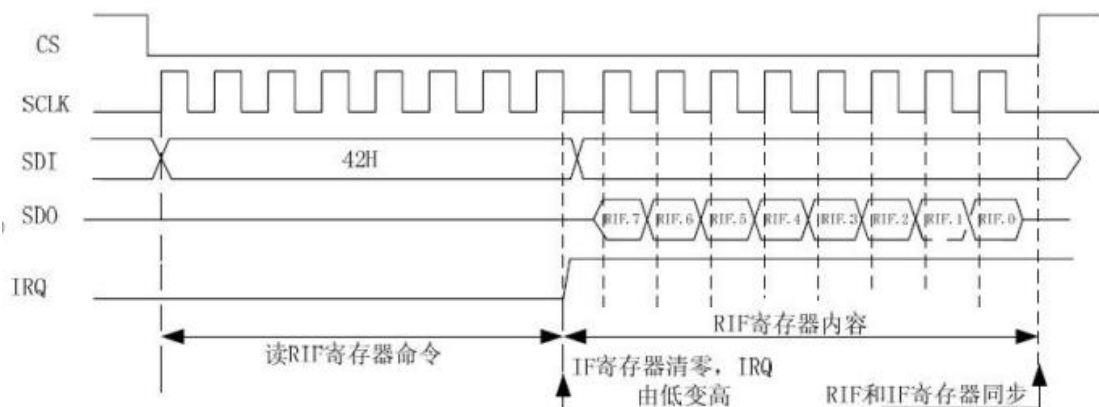 CS
SCLK
SDI 42H
SDO RIF.7 RIF.6 RIF.5 RIF.4 RIF.3 RIF.2 RIF.1 RIF.0
IRQ
读RIF寄存器命令
RIF寄存器内容
IF寄存器清零，IRQ
由低变高
RIF和IF寄存器同步